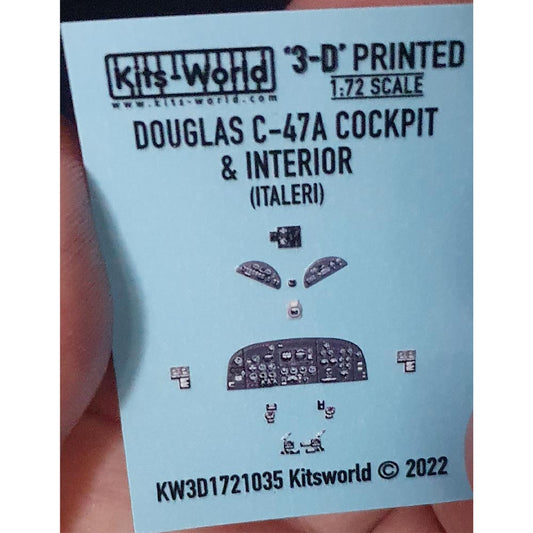 Kits-World
www.kits-world.com
"3-D" PRINTED
1:72 SCALE
DOUGLAS C-47A COCKPIT
& INTERIOR
(ITALERI)
KW3D1721035 Kitsworld © 2022